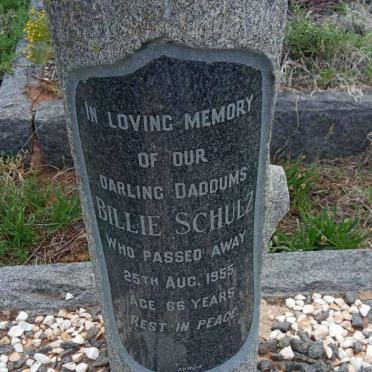 IN LOVING MEMORY
OF OUR
DARLING DADDUMS
BILLIE SCHULZ
WHO PASSED AWAY
25TH AUG. 1955
AGE 66 YEARS
REST IN PEACE